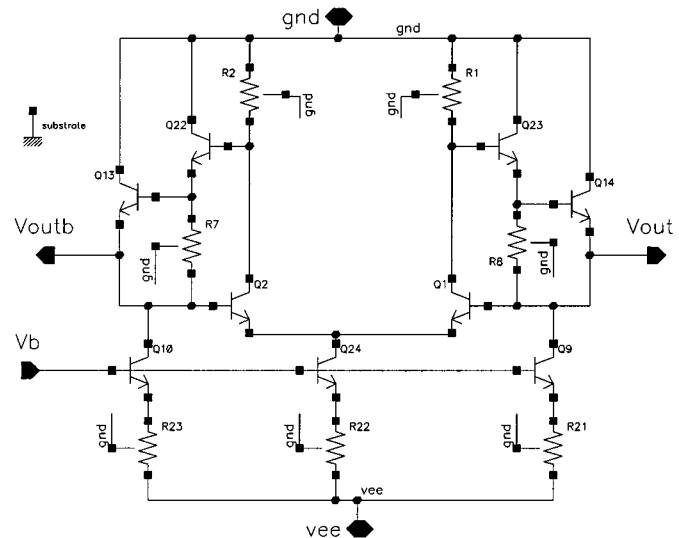 gnd
gnd
R2
R1
gnd
gnd
substrate
Q22
Q23
Q13
Q14
Voutb
Vout
R7
R8
gnd
gnd
Q2
Q1
Vb
Q10
Q24
Q9
gnd
R23
gnd
R22
gnd
R21
vee
vee